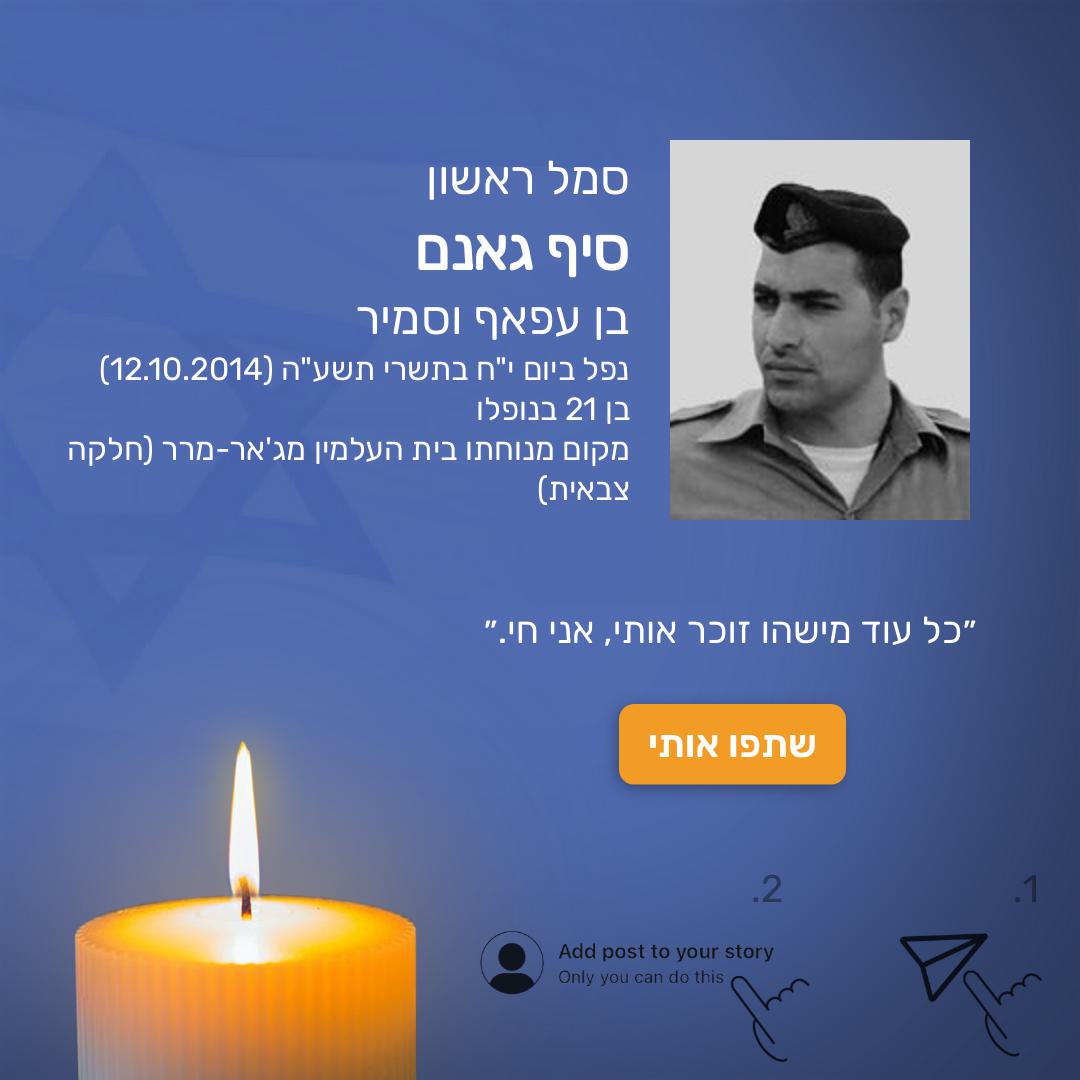 סמל ראשון
סיף גאנם
בן עפאף וסמיר
נפל ביום י"ח בתשרי תשע"ה (12.10.2014)
בן 21 בנופלו
מקום מנוחתו בית העלמין מג'אר-מרר (חלקה
צבאית)
״כל עוד מישהו זוכר אותי, אני חי.״
שתפו אותי
.1
.2
Add post to your story
Only you can do this